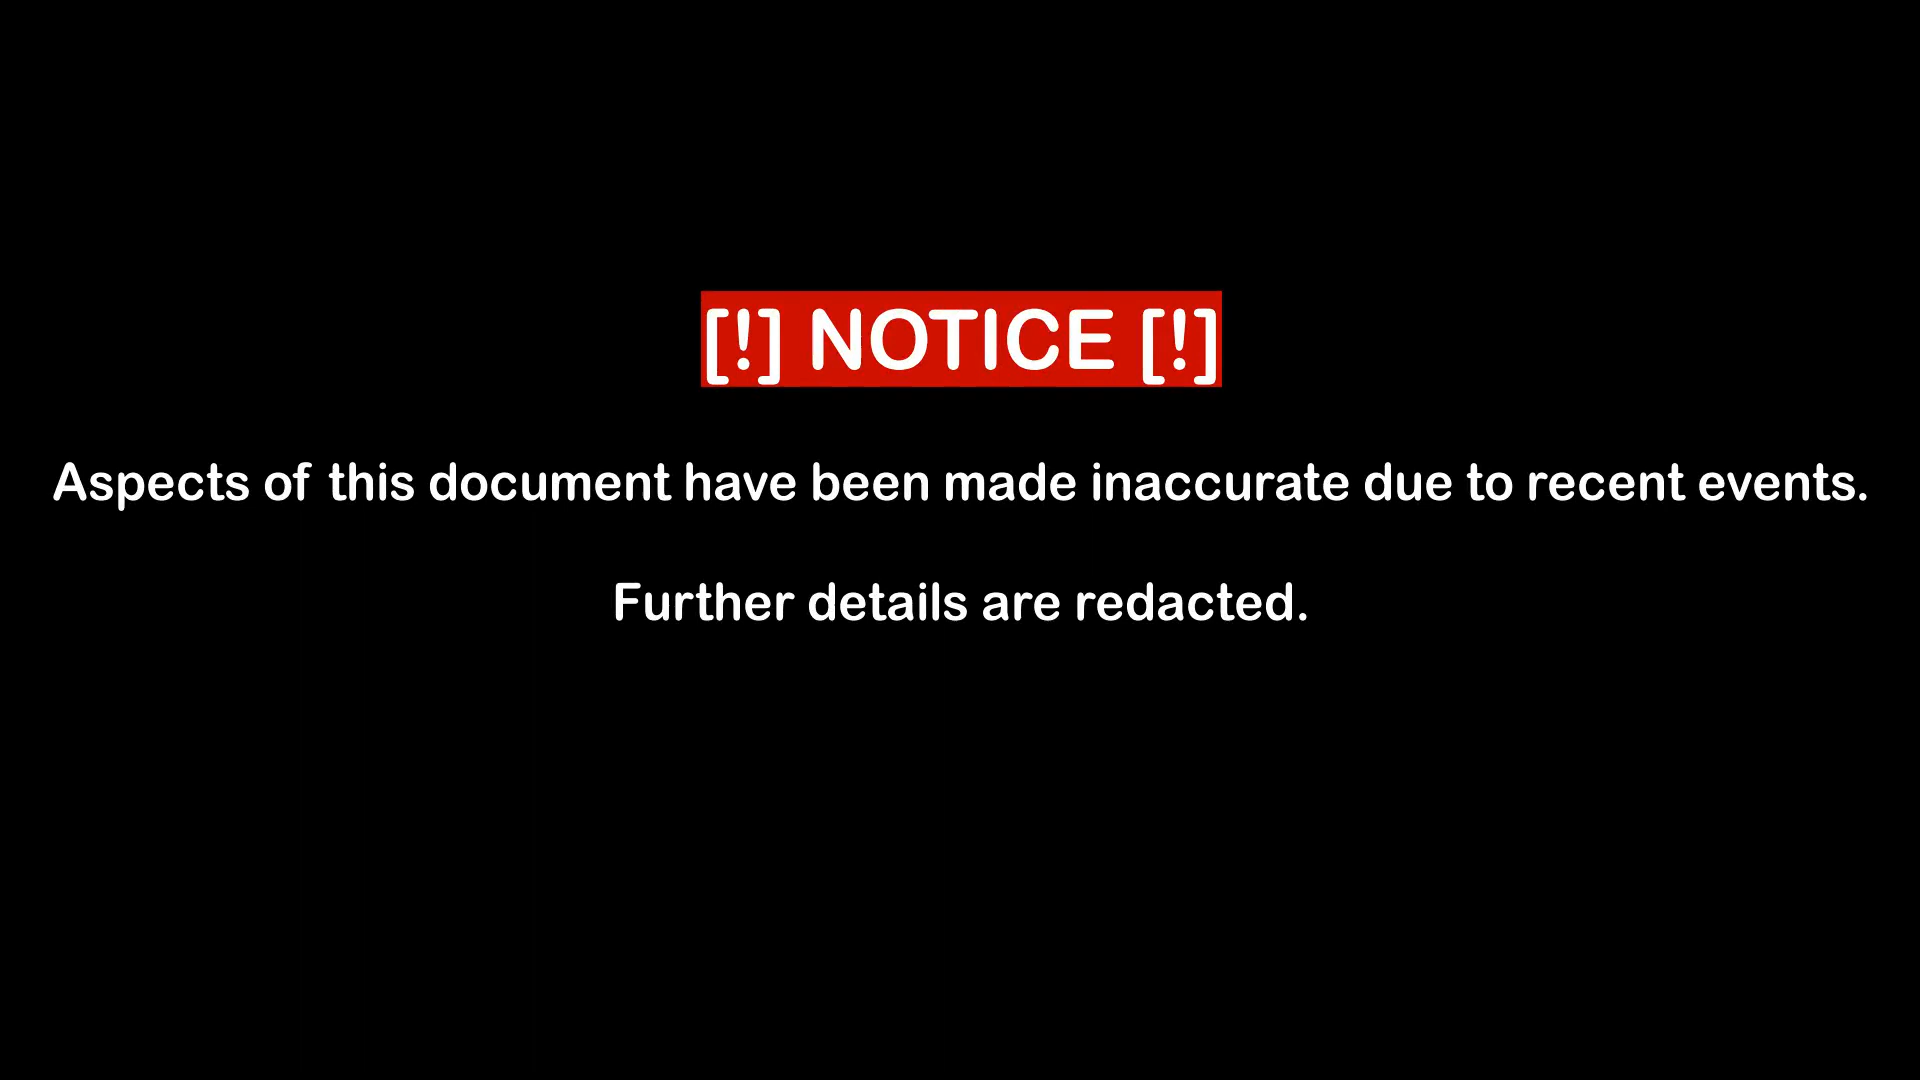 [!] NOTICE [!]
Aspects of this document have been made inaccurate due to recent events.
Further details are redacted.